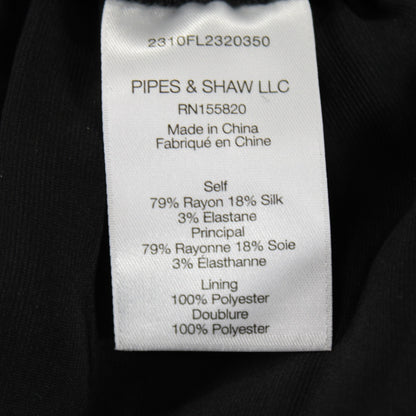 2310FL2320350
PIPES & SHAW LLC
RN155820
Made in China
Fabriqué en Chine
Self
79% Rayon 18% Silk
3% Elastane
Principal
79% Rayonne 18% Soie
3% Élasthanne
Lining
100% Polyester
Doublure
100% Polyester